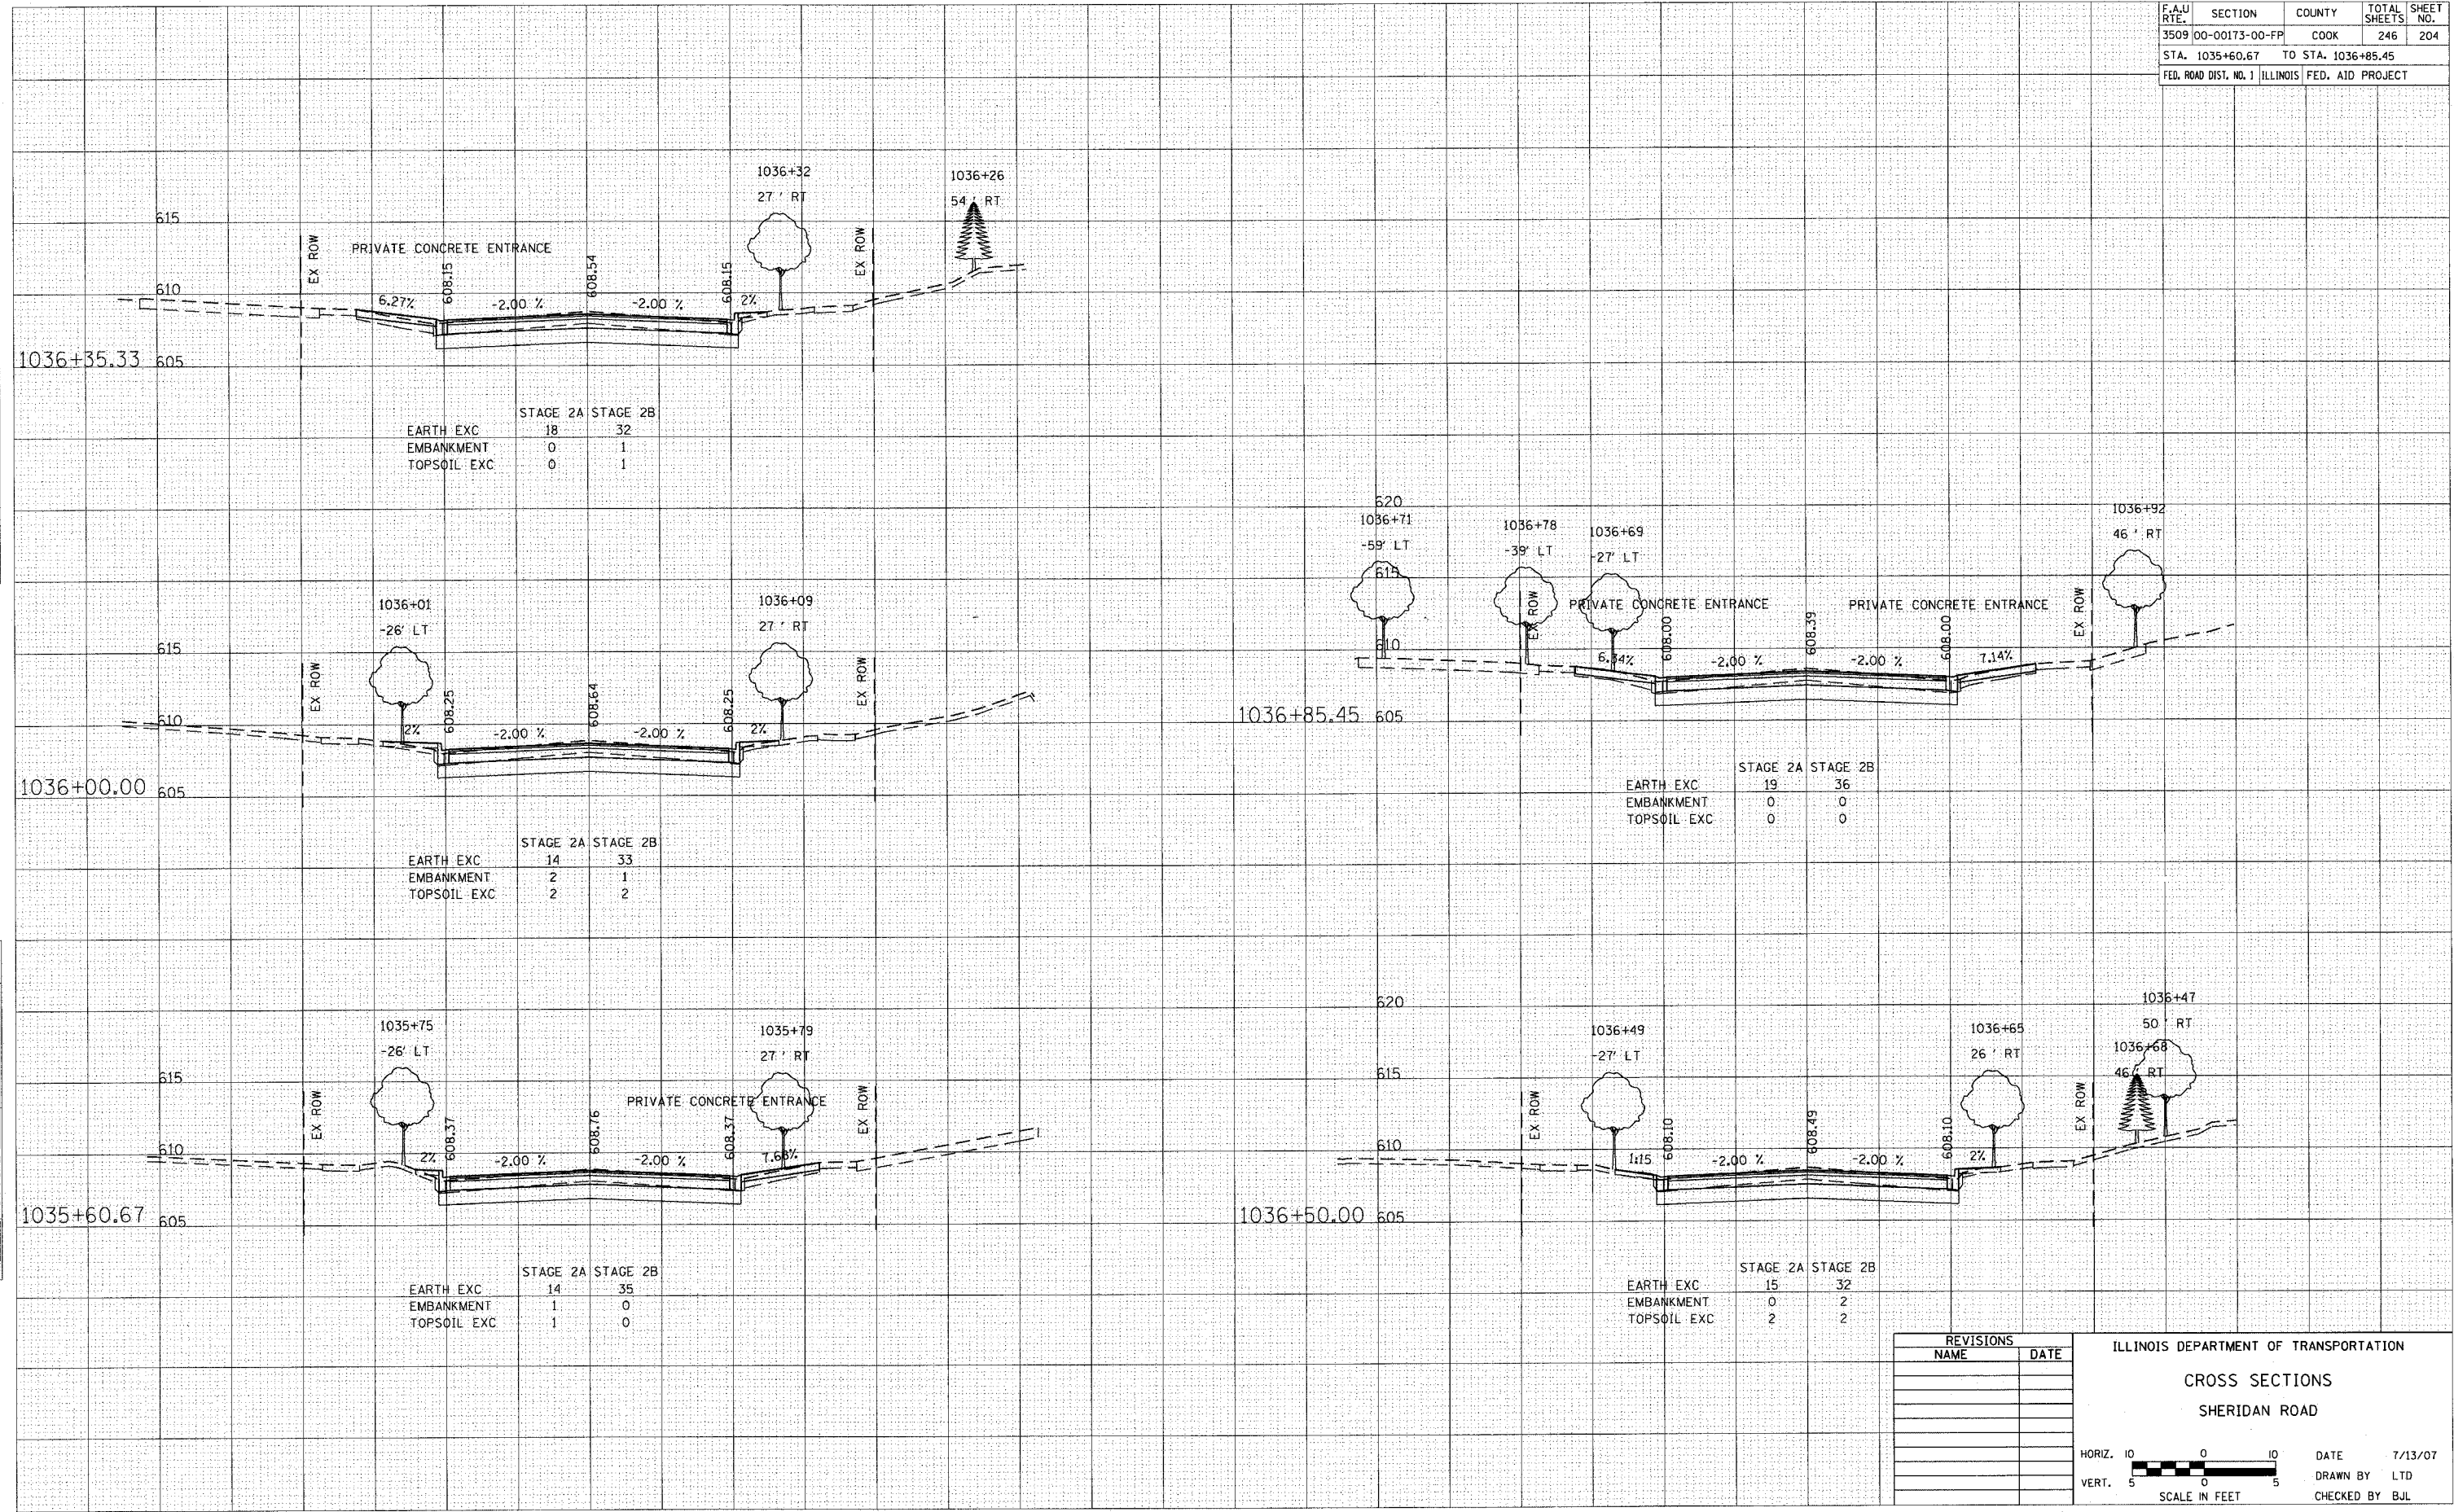 F.A.U RTE. SECTION COUNTY TOTAL SHEETS SHEET NO.
3509 00-00173-00-FP COOK 246 204
STA. 1035+60.67 TO STA. 1036+85.45
FED. ROAD DIST. NO. 1 ILLINOIS FED. AID PROJECT
1036+32
27 ' RT
1036+26
54 ' RT
615
EX ROW
PRIVATE CONCRETE ENTRANCE
608.15
608.54
608.15
EX ROW
610
6.27%
-2.00 %
-2.00 %
2%
1036+35.33 605
STAGE 2A STAGE 2B
EARTH EXC 18 32
EMBANKMENT 0 1
TOPSOIL EXC 0 1
1036+01
-26' LT
1036+09
27 ' RT
615
EX ROW
608.25
608.64
608.25
EX ROW
610
2%
-2.00 %
-2.00 %
2%
1036+00.00 605
STAGE 2A STAGE 2B
EARTH EXC 14 33
EMBANKMENT 2 1
TOPSOIL EXC 2 2
1035+75
-26' LT
1035+79
27 ' RT
615
EX ROW
608.37
608.76
608.37
PRIVATE CONCRETE ENTRANCE
EX ROW
610
2%
-2.00 %
-2.00 %
1035+60.67 605
STAGE 2A STAGE 2B
EARTH EXC 14 35
EMBANKMENT 1 0
TOPSOIL EXC 1 0
620
1036+71
-59' LT
1036+78
-39' LT
1036+69
-27' LT
1036+92
46 ' RT
615
EX ROW
PRIVATE CONCRETE ENTRANCE
PRIVATE CONCRETE ENTRANCE
608.00
608.39
608.00
EX ROW
610
-2.00 %
-2.00 %
7.14%
1036+85.45 605
STAGE 2A STAGE 2B
EARTH EXC 19 36
EMBANKMENT 0 0
TOPSOIL EXC 0 0
620
1036+49
-27' LT
1036+65
26 ' RT
1036+47
50 ' RT
1036+68
46 ' RT
615
EX ROW
608.10
608.49
608.10
EX ROW
610
1:15
-2.00 %
-2.00 %
2%
1036+50.00 605
STAGE 2A STAGE 2B
EARTH EXC 15 32
EMBANKMENT 0 2
TOPSOIL EXC 2 2
REVISIONS
NAME DATE
ILLINOIS DEPARTMENT OF TRANSPORTATION
CROSS SECTIONS
SHERIDAN ROAD
HORIZ. 10 0 10
VERT. 5 0 5
SCALE IN FEET
DATE 7/13/07
DRAWN BY LTD
CHECKED BY BJL